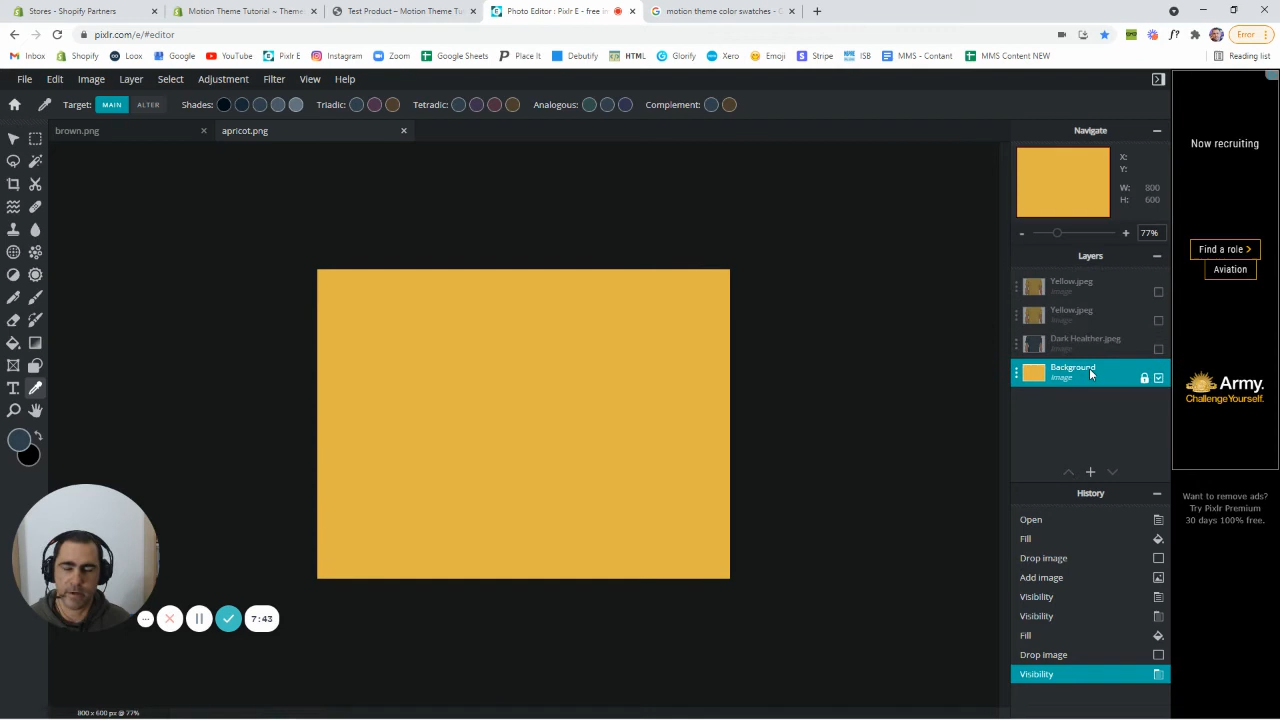 Stores - Shopify Partners
Motion Theme Tutorial ~ Theme
Test Product – Motion Theme Tut
Photo Editor : Pixlr E - free i
motion theme color swatches - G
pixlr.com/e/#editor
Error
Inbox
Shopify
Loox
Google
YouTube
Pixlr E
Instagram
Zoom
Google Sheets
Place It
Debutify
HTML
Glorify
Xero
Emoji
Stripe
ISB
MMS - Contant
MMS Content NEW
Reading list
File
Edit
Image
Layer
Select
Adjustment
Filter
View
Help
Target:
MAIN
ALTER
Shades:
Triadic:
Tetradic:
Analogous:
Complement:
brown.png
apricot.png
Navigate
X:
Y:
W: 800
H: 600
77%
Layers
Yellow.jpeg
Image
Yellow.jpeg
Image
Dark Healther.jpeg
Image
Background
Image
History
Open
Fill
Drop image
Add image
Visibility
Visibility
Fill
Drop image
Visibility
Now recruiting
Find a role >
Aviation
Army.
Challenge Yourself.
Want to remove ads?
Try Pixlr Premium
30 days 100% free.
7:43
800 x 600 px @ 77%